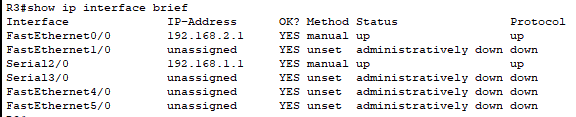 R3#show ip interface brief
Interface IP-Address OK? Method Status Protocol
FastEthernet0/0 192.168.2.1 YES manual up up
FastEthernet1/0 unassigned YES unset administratively down down
Serial2/0 192.168.1.1 YES manual up up
Serial3/0 unassigned YES unset administratively down down
FastEthernet4/0 unassigned YES unset administratively down down
FastEthernet5/0 unassigned YES unset administratively down down